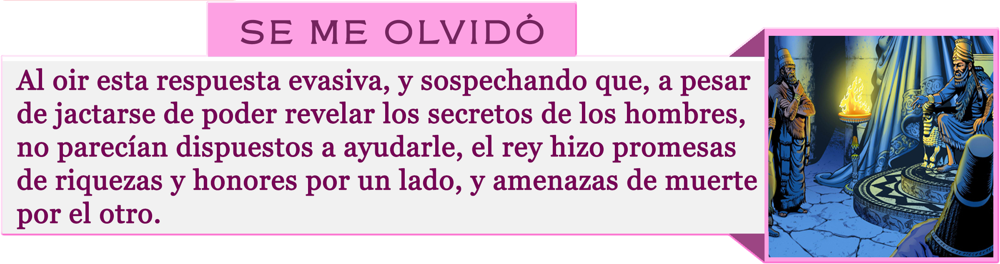 SE ME OLVIDÓ
Al oir esta respuesta evasiva, y sospechando que, a pesar
de jactarse de poder revelar los secretos de los hombres,
no parecían dispuestos a ayudarle, el rey hizo promesas
de riquezas y honores por un lado, y amenazas de muerte
por el otro.